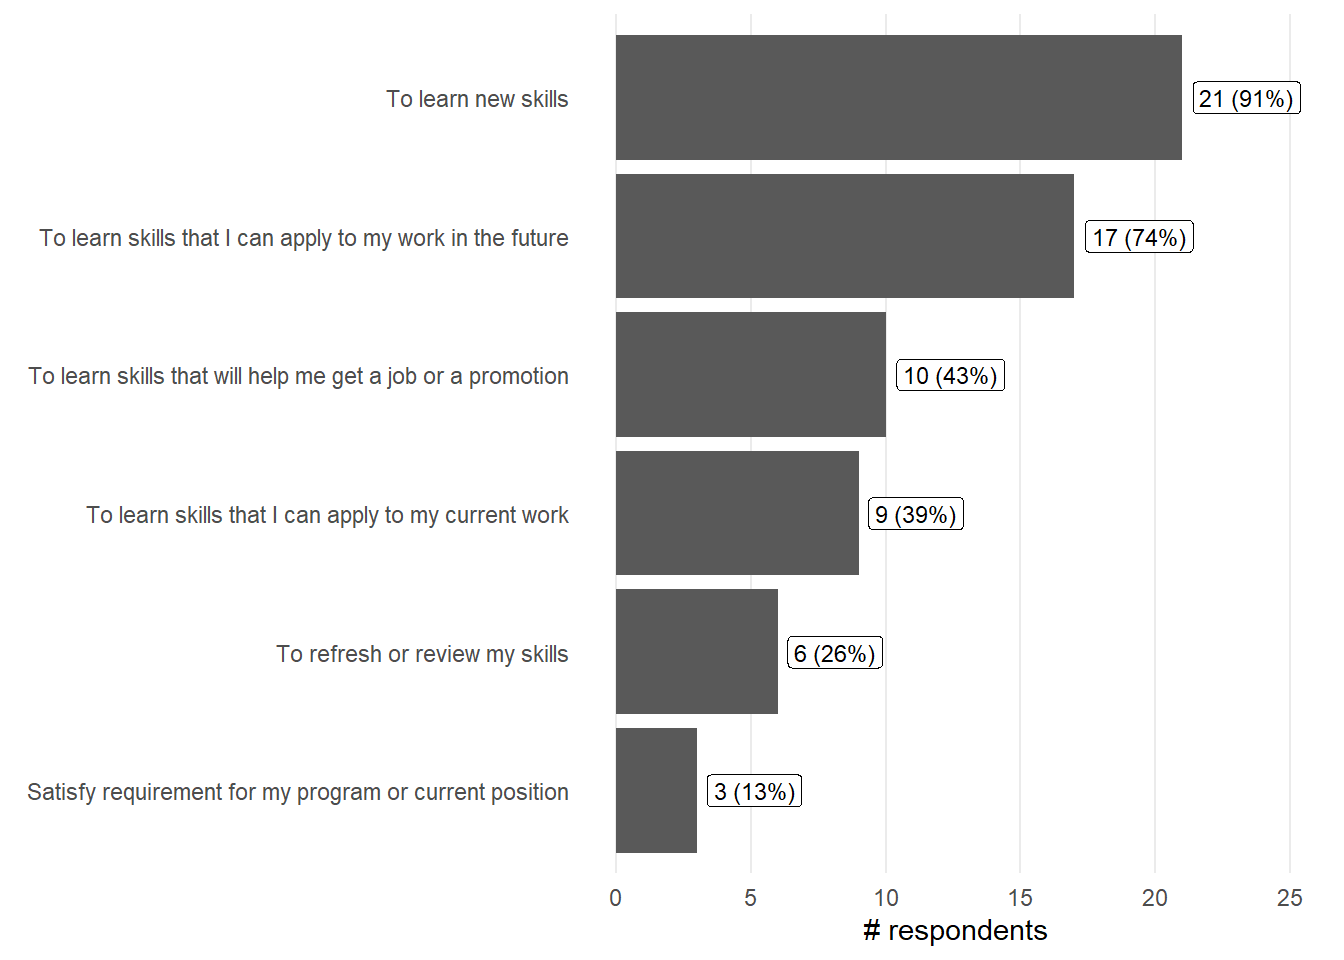 To learn new skills
21 (91%)
To learn skills that I can apply to my work in the future
17 (74%)
To learn skills that will help me get a job or a promotion
10 (43%)
To learn skills that I can apply to my current work
9 (39%)
To refresh or review my skills
6 (26%)
Satisfy requirement for my program or current position
3 (13%)
0 5 10 15 20 25
# respondents